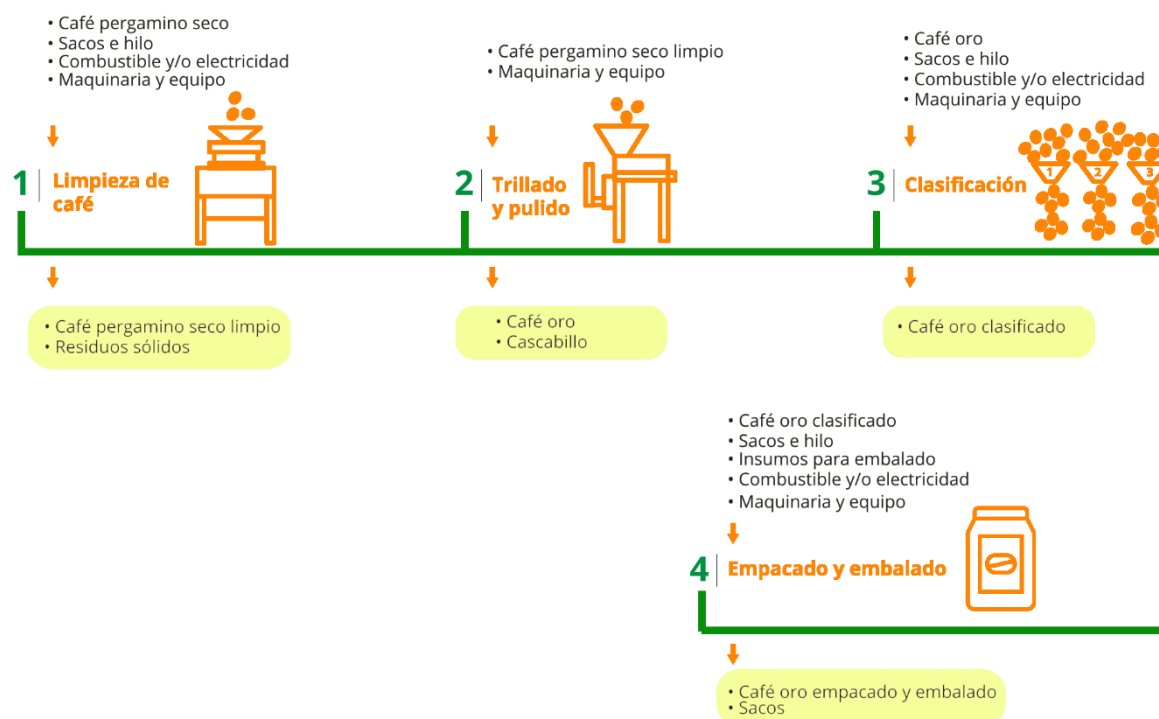 • Café pergamino seco
• Sacos e hilo
• Combustible y/o electricidad
• Maquinaria y equipo
1
Limpieza de
café
• Café pergamino seco limpio
• Residuos sólidos
• Café pergamino seco limpio
• Maquinaria y equipo
2
Trillado
y pulido
• Café oro
• Cascabillo
• Café oro
• Sacos e hilo
• Combustible y/o electricidad
• Maquinaria y equipo
3
Clasificación
1 2 3
• Café oro clasificado
• Café oro clasificado
• Sacos e hilo
• Insumos para embalado
• Combustible y/o electricidad
• Maquinaria y equipo
4
Empacado y embalado
• Café oro empacado y embalado
• Sacos